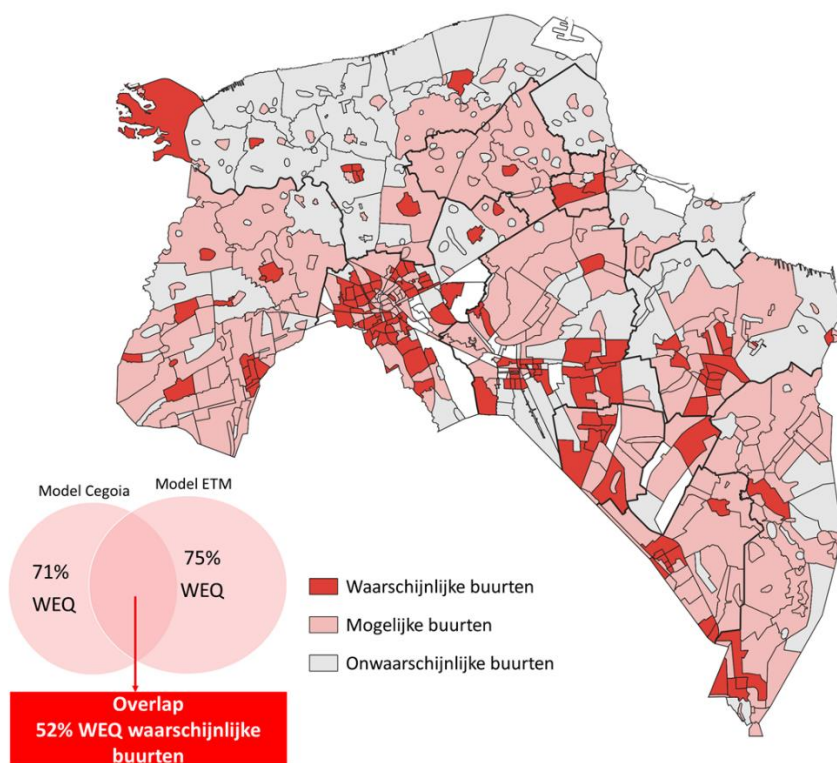 Model Cegoia
Model ETM
71%
WEQ
75%
WEQ
Waarschijnlijke buurten
Mogelijke buurten
Onwaarschijnlijke buurten
Overlap
52% WEQ waarschijnlijke
buurten